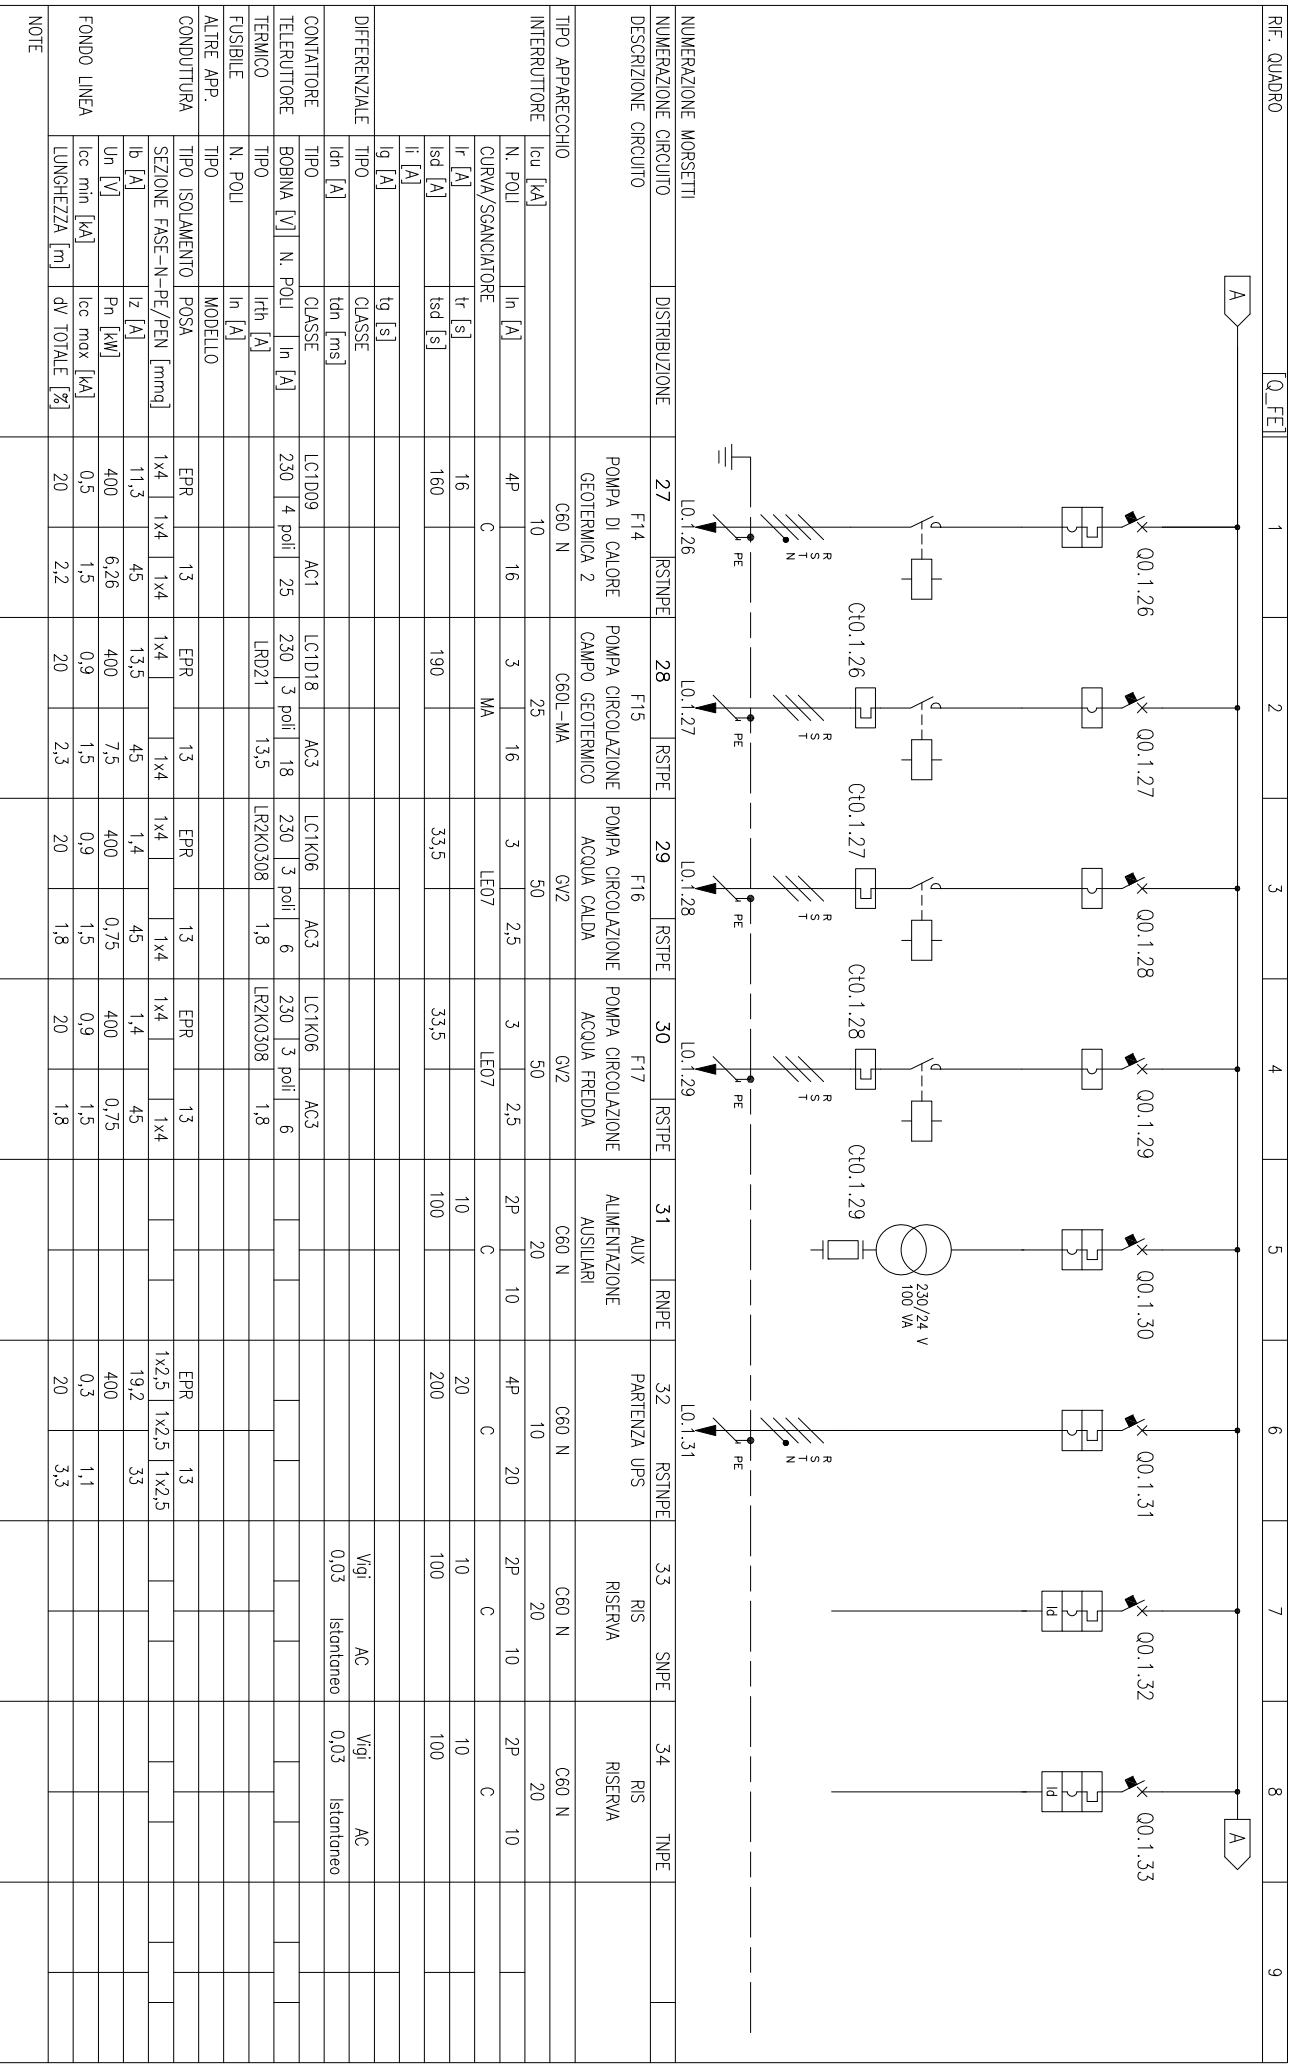 RIF. QUADRO [Q_FE] 1 2 3 4 5 6 7 8 9
A A
Q0.1.26 Q0.1.27 Q0.1.28 Q0.1.29 Q0.1.30 Q0.1.31 Q0.1.32 Q0.1.33
Id Id
230/24 V
100 VA
Ct0.1.26 Ct0.1.27 Ct0.1.28 Ct0.1.29
R S T N R S T R S T R S T R S T N
PE PE PE PE PE
NUMERAZIONE MORSETTI L0.1.26 L0.1.27 L0.1.28 L0.1.29 L0.1.31
NUMERAZIONE CIRCUITO DISTRIBUZIONE 27 RSTNPE 28 RSTPE 29 RSTPE 30 RSTPE 31 RNPE 32 RSTNPE 33 SNPE 34 TNPE
DESCRIZIONE CIRCUITO F14 F15 F16 F17 AUX PARTENZA UPS RIS RIS
POMPA DI CALORE POMPA CIRCOLAZIONE POMPA CIRCOLAZIONE POMPA CIRCOLAZIONE ALIMENTAZIONE RISERVA RISERVA
GEOTERMICA 2 CAMPO GEOTERMICO ACQUA CALDA ACQUA FREDDA AUSILIARI
TIPO APPARECCHIO C60 N C60L-MA GV2 GV2 C60 N C60 N C60 N C60 N
INTERRUTTORE Icu [kA] 10 25 50 50 20 10 20 20
N. POLI In [A] 4P 16 3 16 3 2,5 3 2,5 2P 10 4P 20 2P 10 2P 10
CURVA/SGANCIATORE C MA LE07 LE07 C C C C
Ir [A] tr [s] 16 10 20 10 10
Isd [A] tsd [s] 160 190 33,5 33,5 100 200 100 100
Ii [A]
Ig [A] tg [s]
DIFFERENZIALE TIPO CLASSE Vigi AC Vigi AC
Idn [A] tdn [ms] 0,03 Istantaneo 0,03 Istantaneo
CONTATTORE TIPO CLASSE LC1D09 AC1 LC1D18 AC3 LC1K06 AC3 LC1K06 AC3
TELERUTTORE BOBINA [V] N. POLI In [A] 230 4 poli 25 230 3 poli 18 230 3 poli 6 230 3 poli 6
TERMICO TIPO Irth [A] LRD21 13,5 LR2K0308 1,8 LR2K0308 1,8
FUSIBILE N. POLI In [A]
ALTRE APP. TIPO MODELLO
CONDUTTURA TIPO ISOLAMENTO POSA EPR 13 EPR 13 EPR 13 EPR 13 EPR 13
SEZIONE FASE-N-PE/PEN [mmq] 1x4 1x4 1x4 1x4 1x4 1x4 1x4 1x4 1x4 1x2,5 1x2,5 1x2,5
Ib [A] Iz [A] 11,3 45 13,5 45 1,4 45 1,4 45 19,2 33
Un [V] Pn [kW] 400 6,26 400 7,5 400 0,75 400 0,75 400
FONDO LINEA Icc min [kA] Icc max [kA] 0,5 1,5 0,9 1,5 0,9 1,5 0,9 1,5 0,3 1,1
LUNGHEZZA [m] dV TOTALE [%] 20 2,2 20 2,3 20 1,8 20 1,8 20 3,3
NOTE